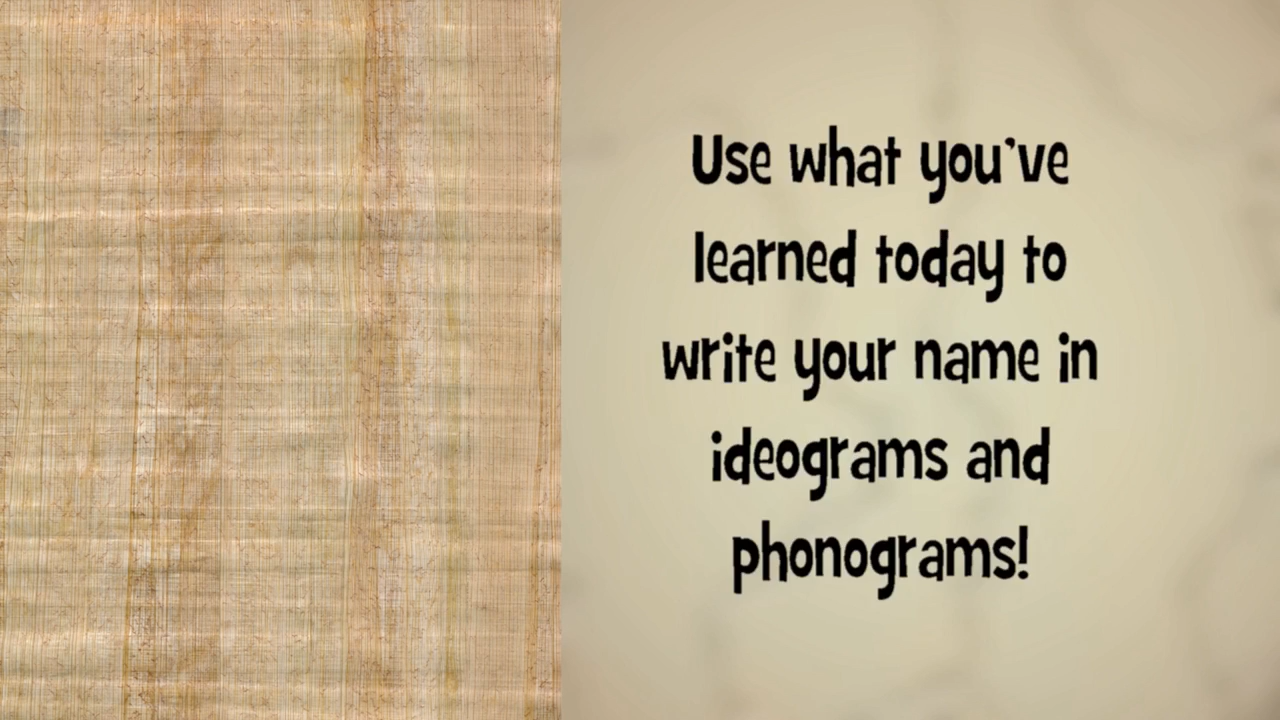 Use what you've
learned today to
write your name in
ideograms and
phonograms!